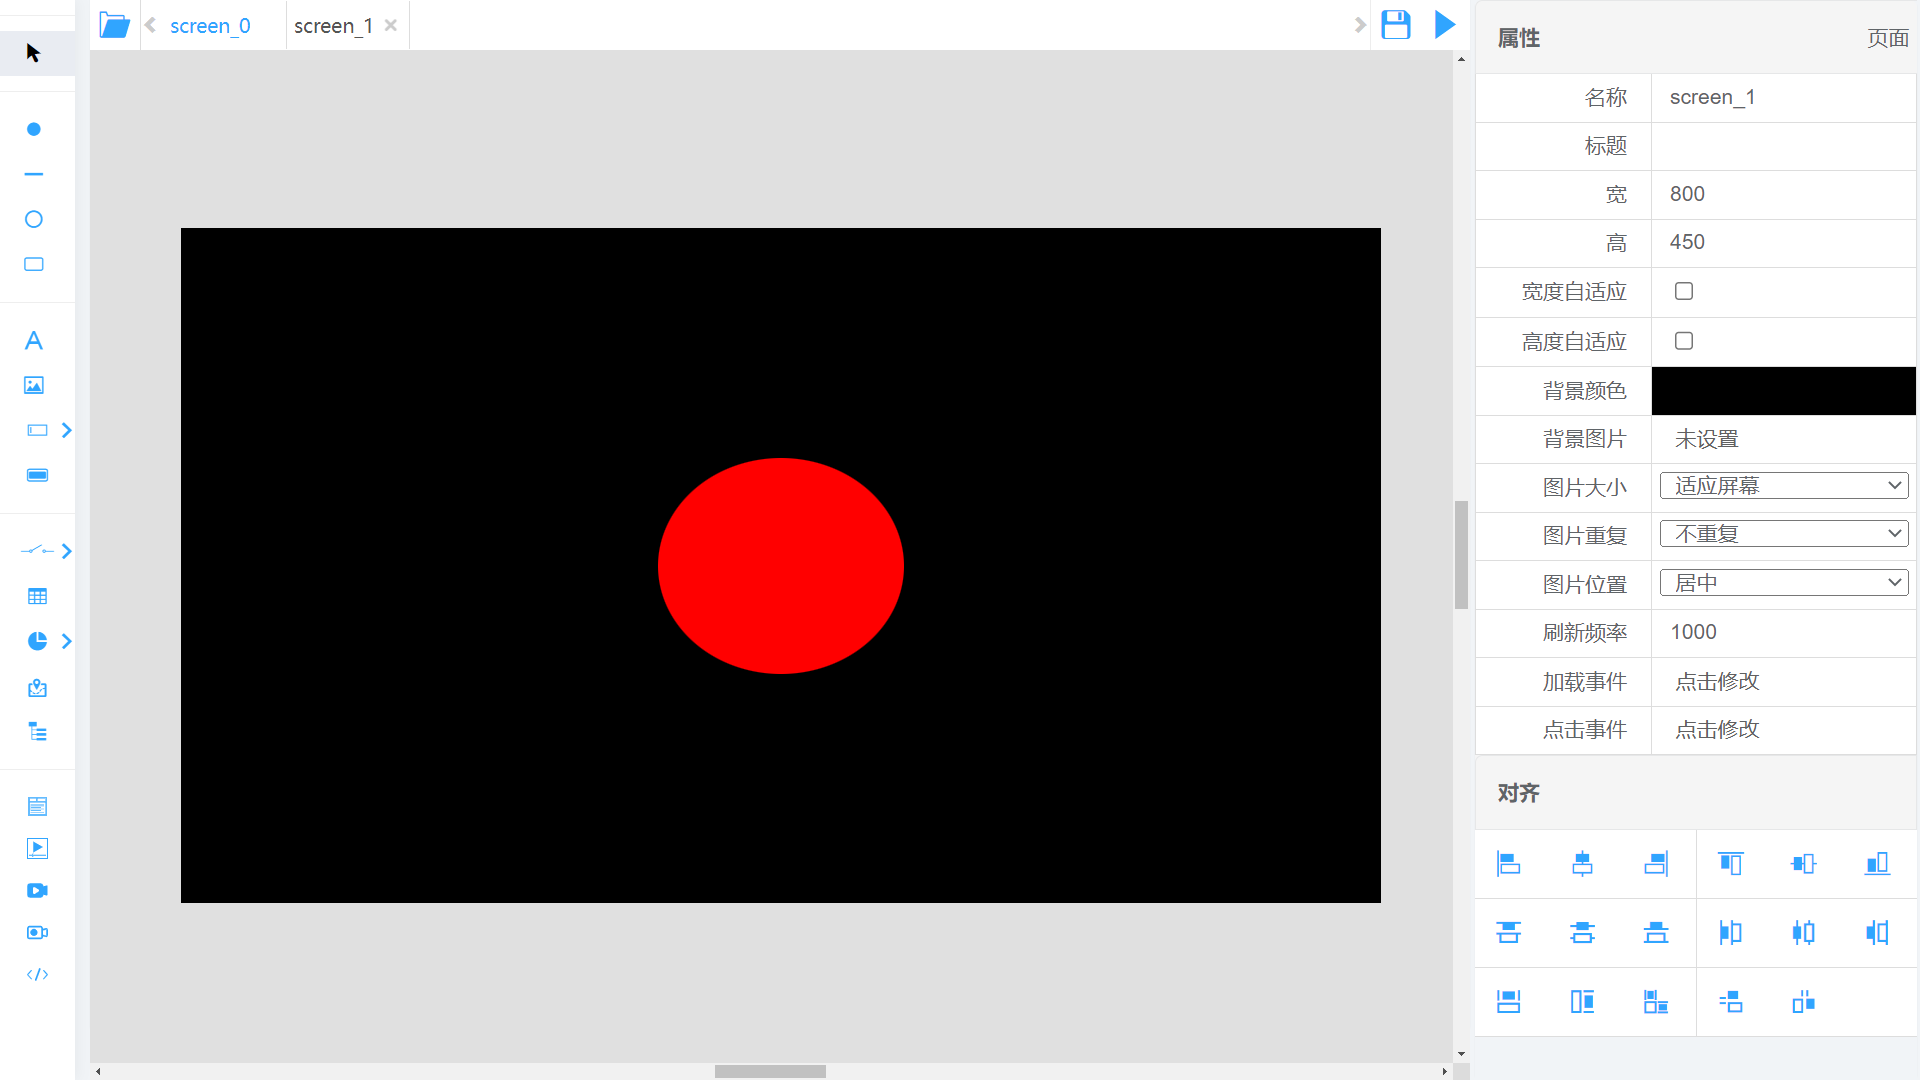 screen_0
screen_1
属性
页面
名称
screen_1
标题
宽
800
高
450
宽度自适应
高度自适应
背景颜色
背景图片
未设置
图片大小
适应屏幕
图片重复
不重复
图片位置
居中
刷新频率
1000
加载事件
点击修改
点击事件
点击修改
对齐